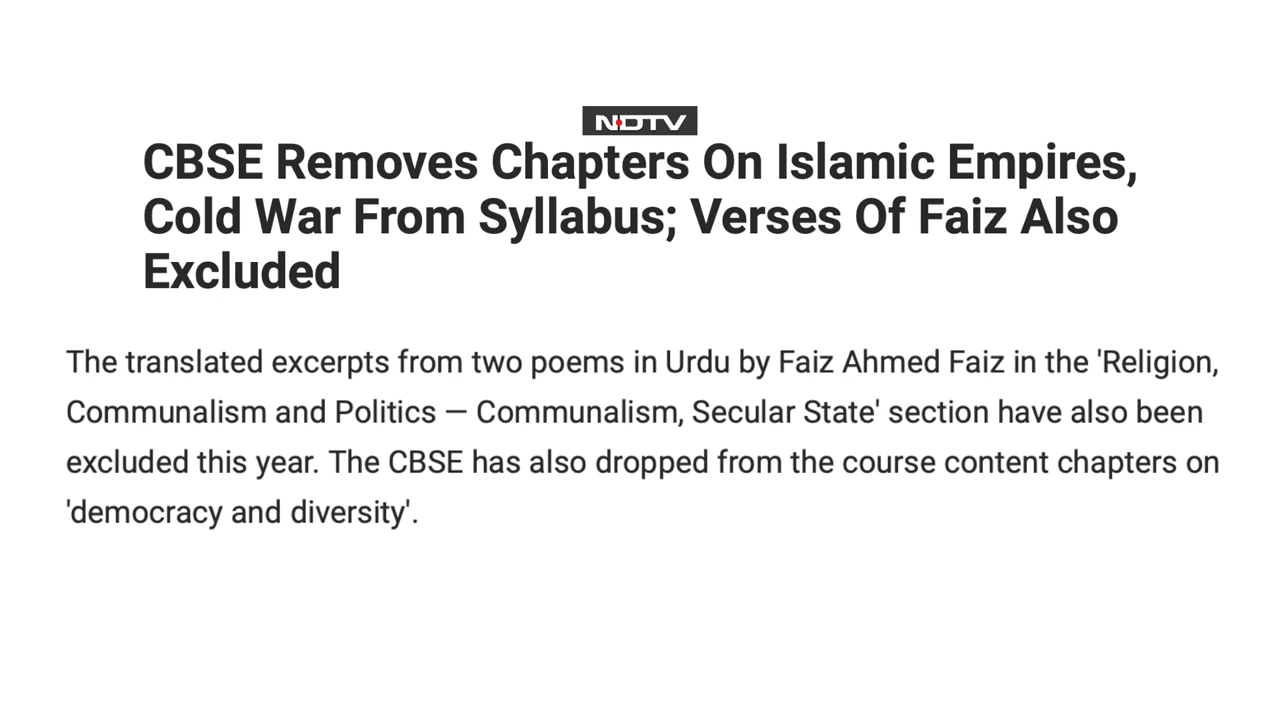 NDTV
CBSE Removes Chapters On Islamic Empires,
Cold War From Syllabus; Verses Of Faiz Also
Excluded
The translated excerpts from two poems in Urdu by Faiz Ahmed Faiz in the 'Religion,
Communalism and Politics — Communalism, Secular State' section have also been
excluded this year. The CBSE has also dropped from the course content chapters on
'democracy and diversity'.